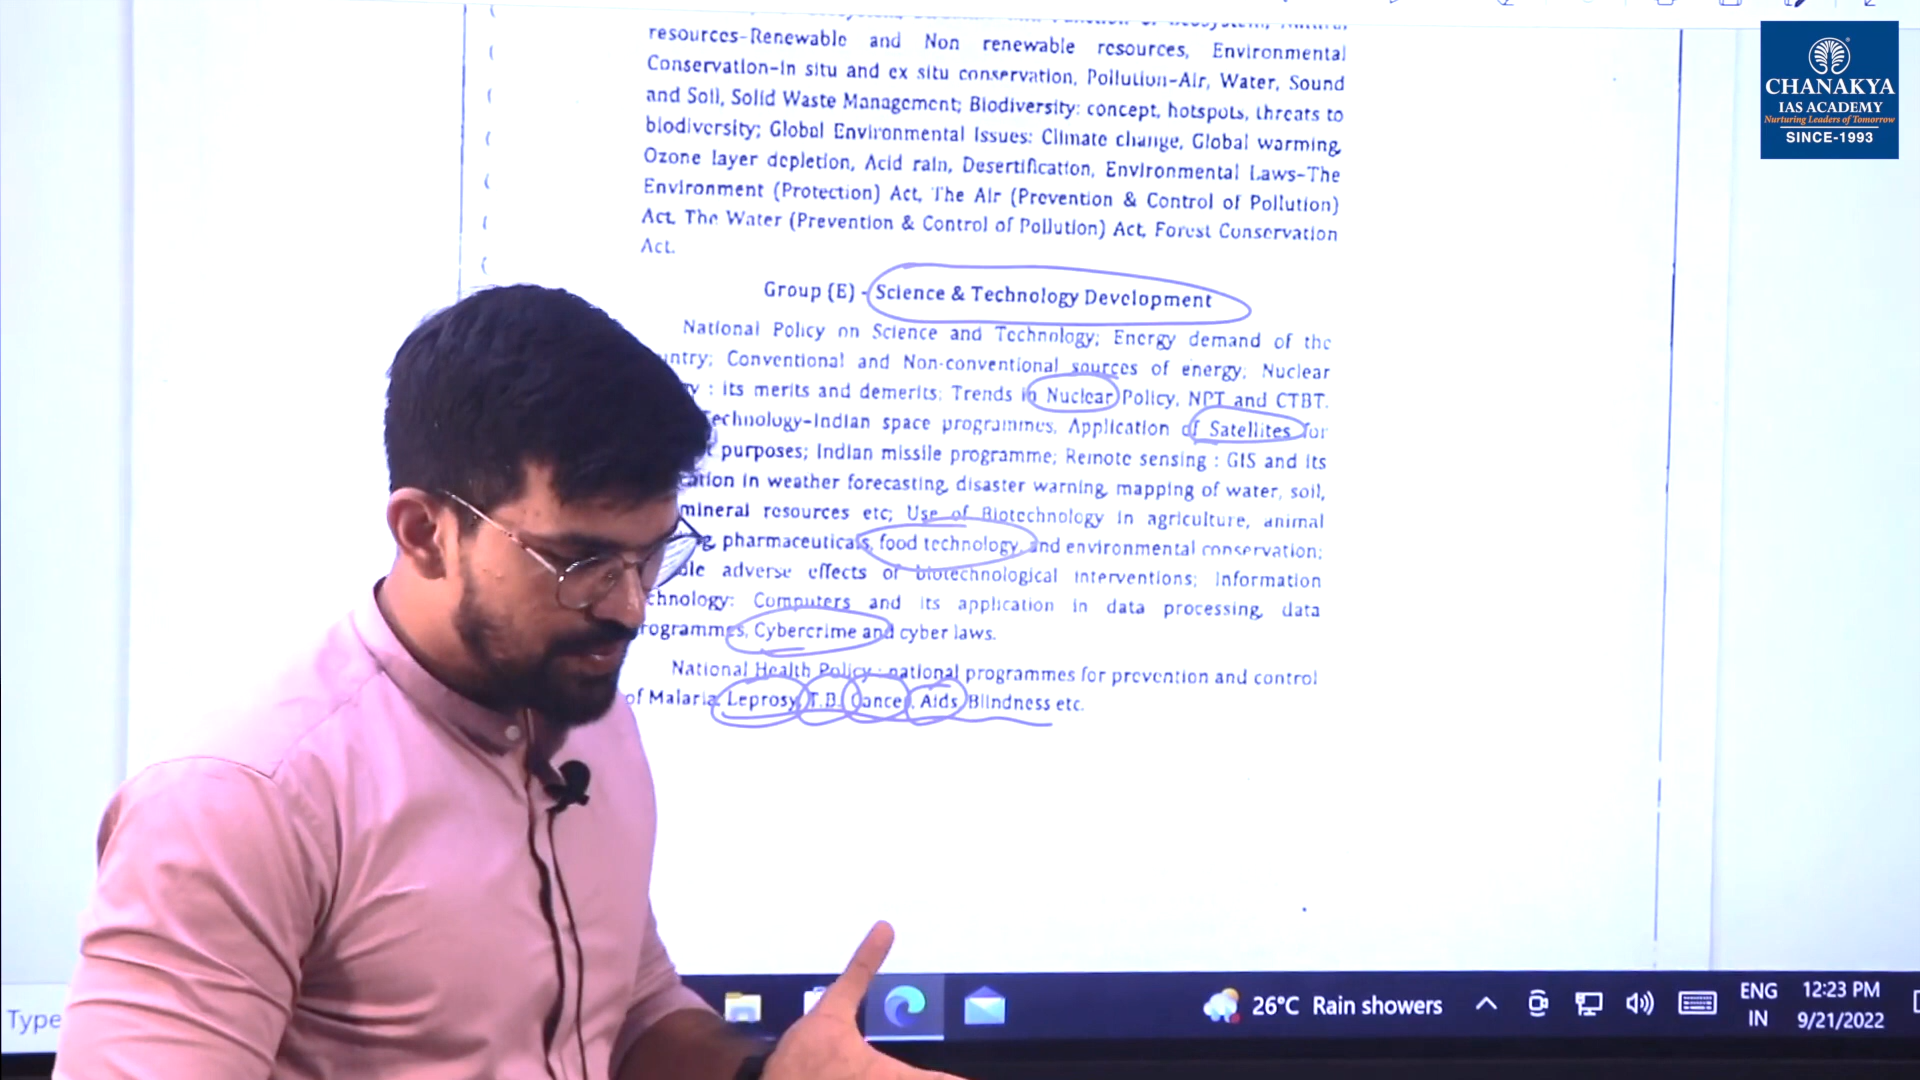 resources-Renewable and Non renewable resources, Environmental
Conservation-In situ and ex situ conservation, Pollution-Air, Water, Sound
and Soil, Solid Waste Management; Biodiversity: concept, hotspots, threats to
biodiversity; Global Environmental Issues: Climate change, Global warming,
Ozone layer depletion, Acid rain, Desertification, Environmental Laws-The
Environment (Protection) Act, The Air (Prevention & Control of Pollution)
Act, The Water (Prevention & Control of Pollution) Act, Forest Conservation
Act.
Group (E) - Science & Technology Development
National Policy on Science and Technology; Energy demand of the
untry; Conventional and Non-conventional sources of energy; Nuclear
: its merits and demerits; Trends in Nuclear Policy, NPT and CTBT.
echnology-Indian space programmes, Application of Satellites for
purposes; Indian missile programme; Remote sensing : GIS and its
ation in weather forecasting, disaster warning, mapping of water, soil,
mineral resources etc; Use of Biotechnology in agriculture, animal
g, pharmaceuticals, food technology, and environmental conservation;
ble adverse effects of biotechnological interventions; Information
chnology: Computers and its application in data processing, data
rogrammes, Cybercrime and cyber laws.
National Health Policy : national programmes for prevention and control
of Malaria, Leprosy, T.B., Cancer, Aids, Blindness etc.
CHANAKYA
IAS ACADEMY
Nurturing Leaders of Tomorrow
SINCE-1993
Type
26°C Rain showers
ENG
IN
12:23 PM
9/21/2022